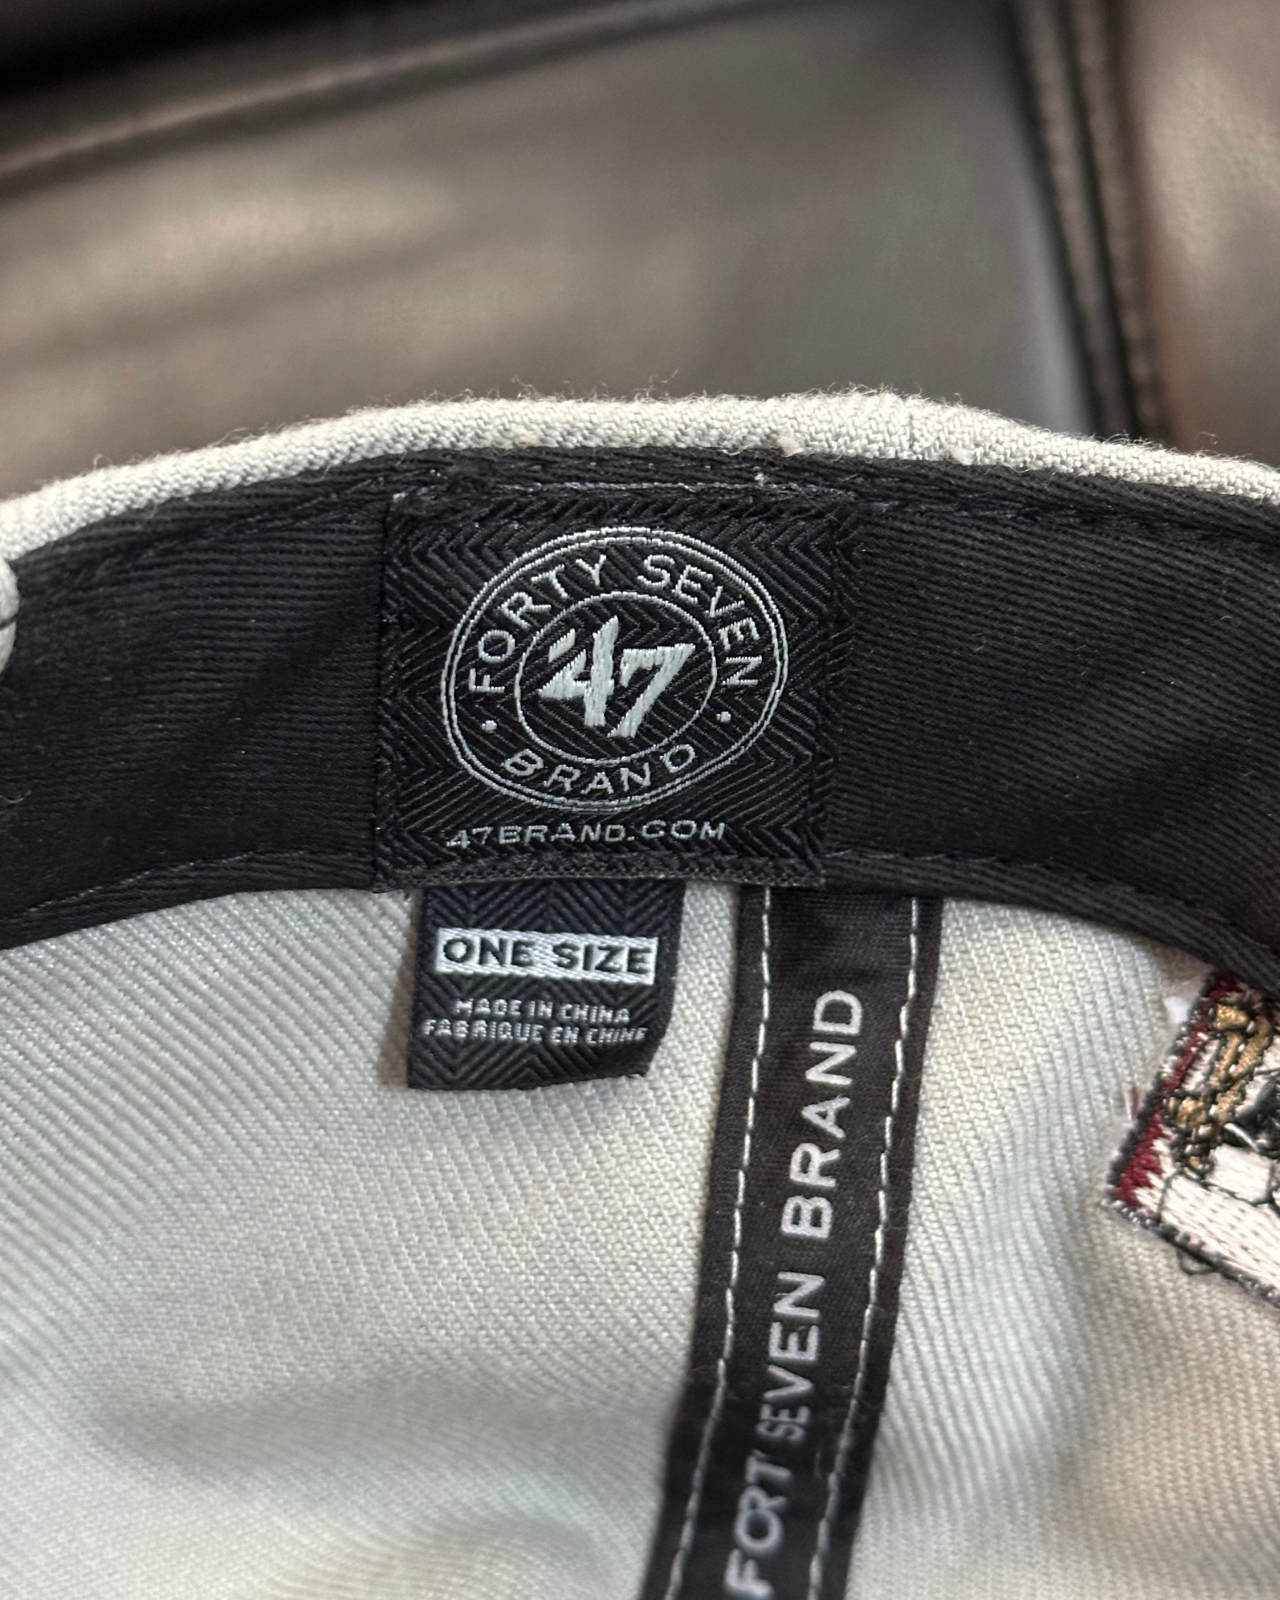 FORTY SEVEN
'47
BRAND
47BRAND.COM
ONE SIZE
MADE IN CHINA
FABRIQUE EN CHINE
FORT SEVEN BRAND